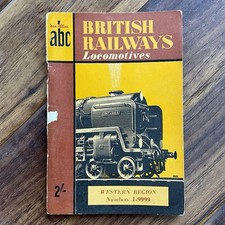 abc
BRITISH
RAILWAYS
Locomotives
2/-
WESTERN REGION
Numbers 1-9999